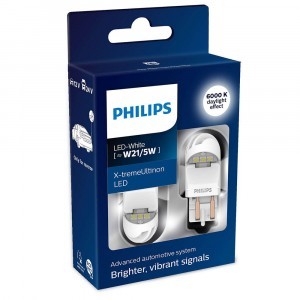 PHILIPS
6000 K
daylight
effect
LED-White
[= W21/5W]
X-tremeUltinon
LED
PHILIPS
Advanced automotive system
Brighter, vibrant signals